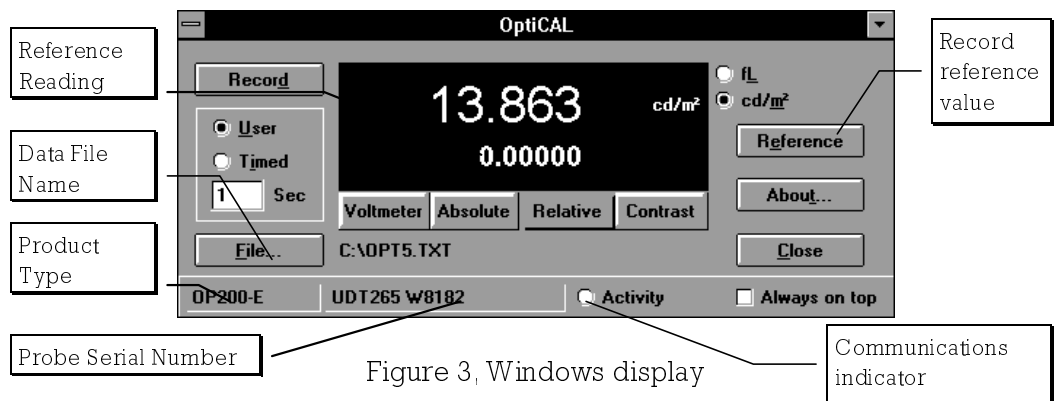 OptiCAL
Reference
Reading
Record
reference
value
Record
13.863 cd/m²
0.00000
fL
cd/m²
User
Timed
1 Sec
Reference
Data File
Name
About...
Voltmeter Absolute Relative Contrast
File...
C:\OPT5.TXT
Close
Product
Type
OP200-E
UDT265 W8182
Activity
Always on top
Probe Serial Number
Communications
indicator
Figure 3, Windows display